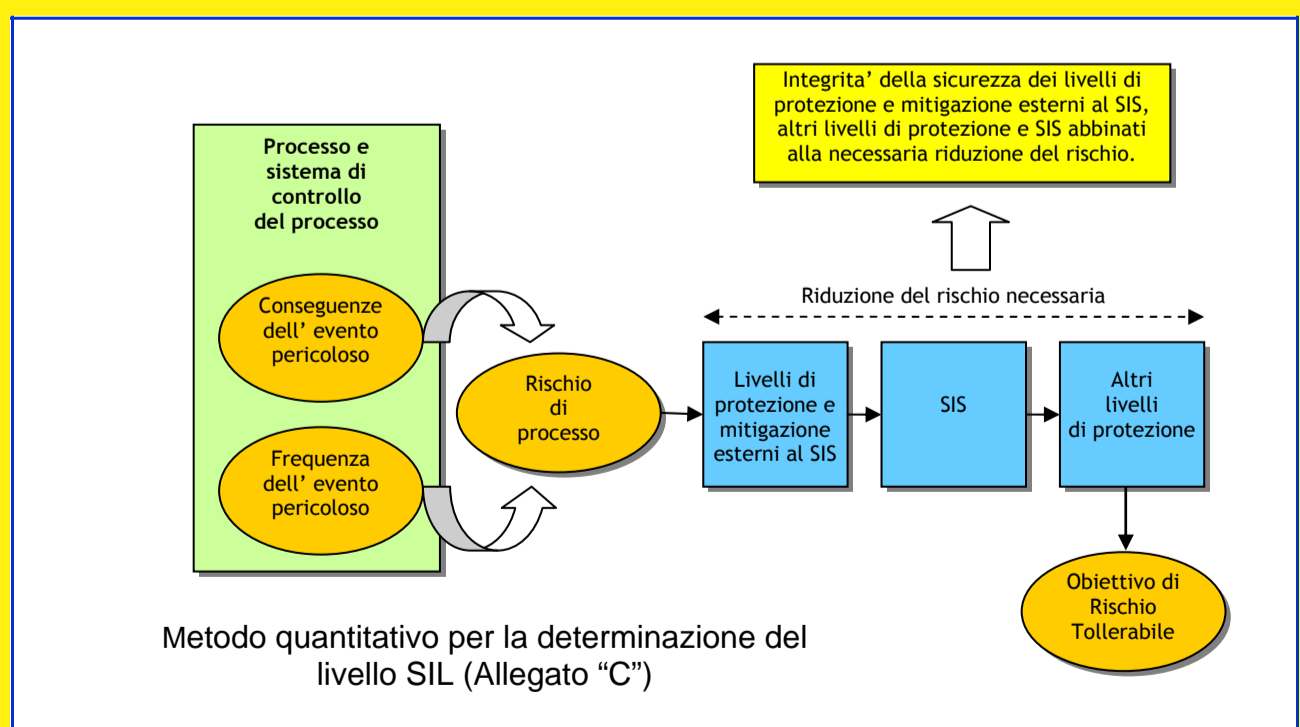 Integrita’ della sicurezza dei livelli di
protezione e mitigazione esterni al SIS,
altri livelli di protezione e SIS abbinati
alla necessaria riduzione del rischio.
Processo e
sistema di
controllo
del processo
Conseguenze
dell’ evento
pericoloso
Frequenza
dell’ evento
pericoloso
Rischio
di
processo
Riduzione del rischio necessaria
Livelli di
protezione e
mitigazione
esterni al SIS
SIS
Altri
livelli
di protezione
Obiettivo di
Rischio
Tollerabile
Metodo quantitativo per la determinazione del
livello SIL (Allegato “C”)